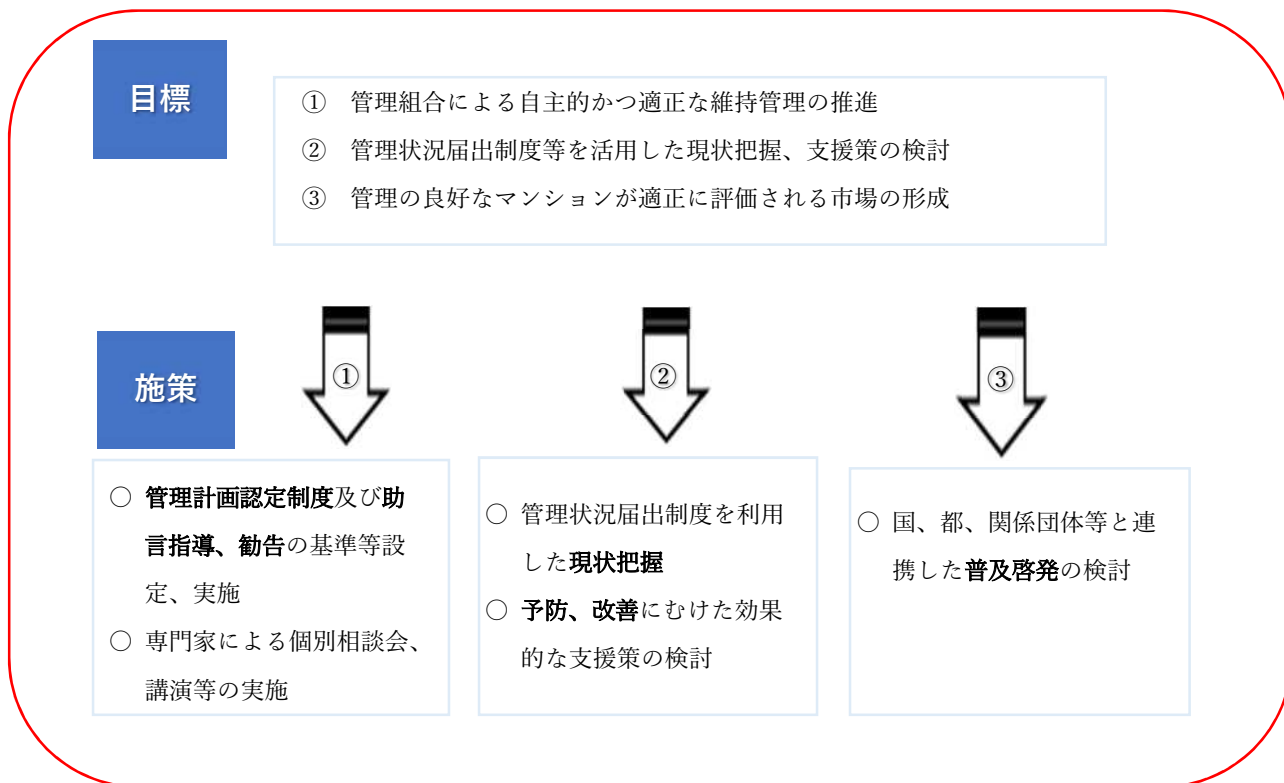 目標
① 管理組合による自主的かつ適正な維持管理の推進
② 管理状況届出制度等を活用した現状把握、支援策の検討
③ 管理の良好なマンションが適正に評価される市場の形成
施策
①
②
③
○ 管理計画認定制度及び助
言指導、勧告の基準等設
定、実施
○ 専門家による個別相談会、
講演等の実施
○ 管理状況届出制度を利用
した現状把握
○ 予防、改善にむけた効果
的な支援策の検討
○ 国、都、関係団体等と連
携した普及啓発の検討